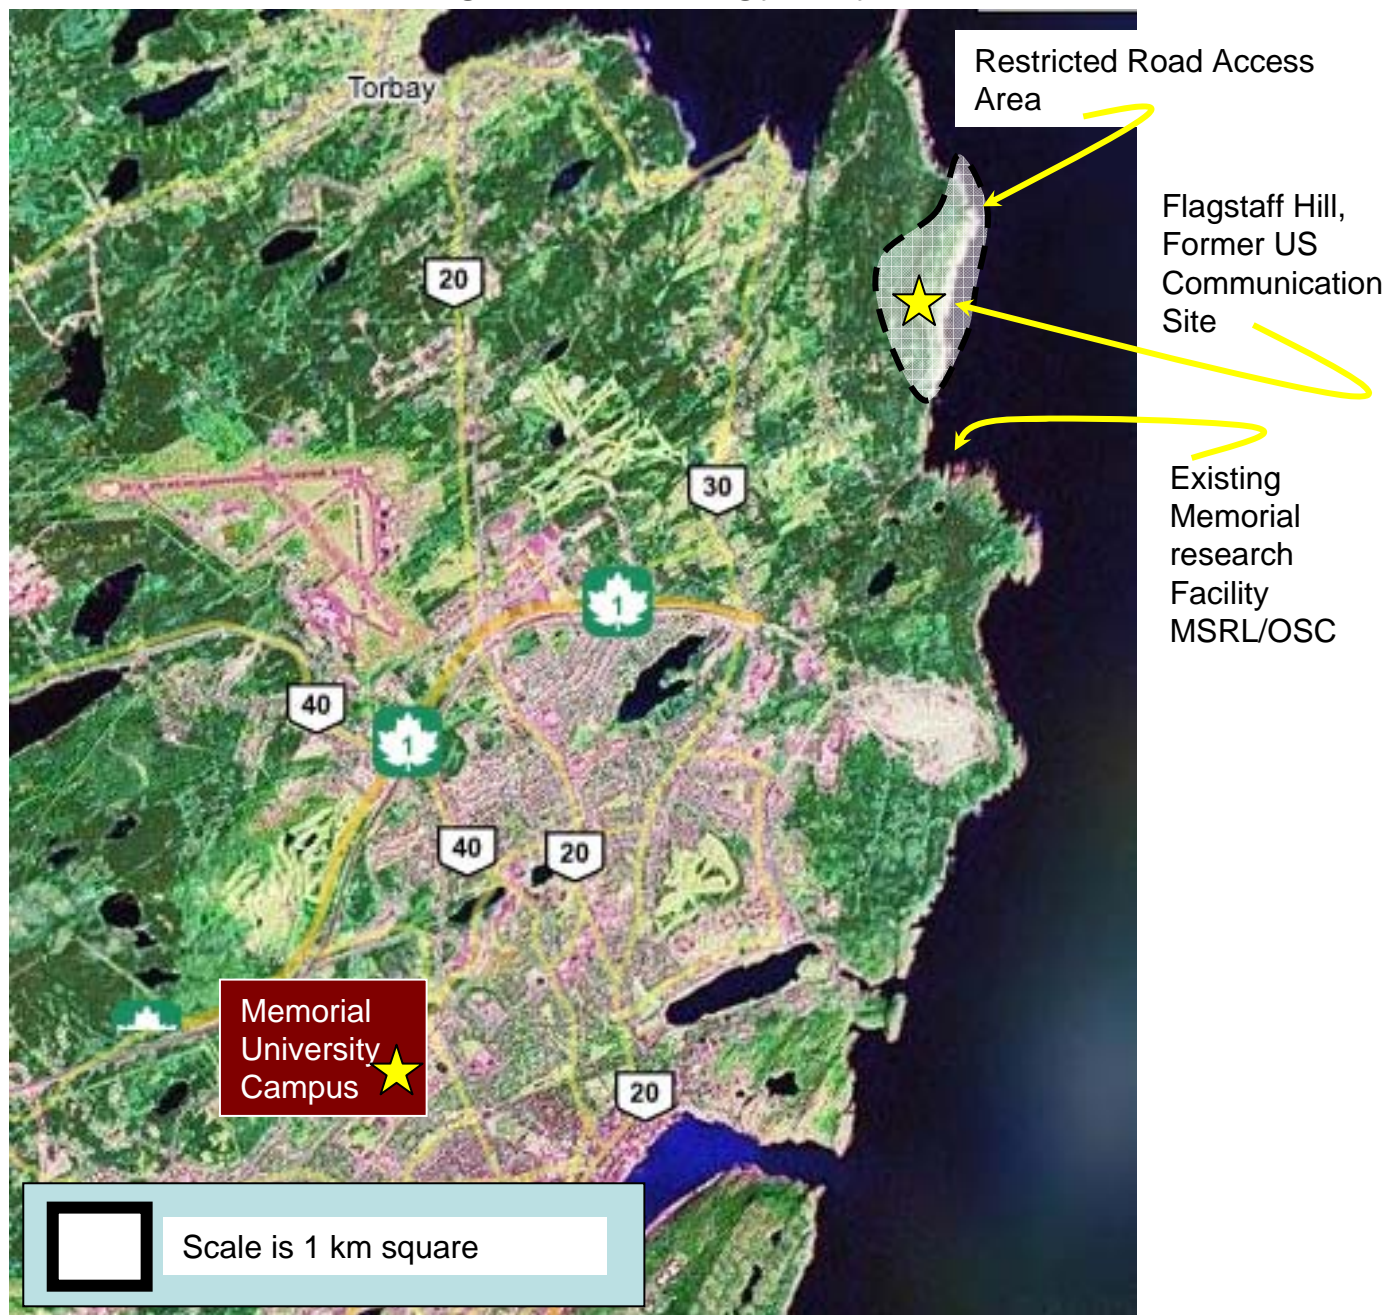 Restricted Road Access
Area
Torbay
Flagstaff Hill,
Former US
Communication
Site
20
30
Existing
Memorial
research
Facility
MSRL/OSC
1
40
1
40
20
Memorial
University
Campus
20
Scale is 1 km square